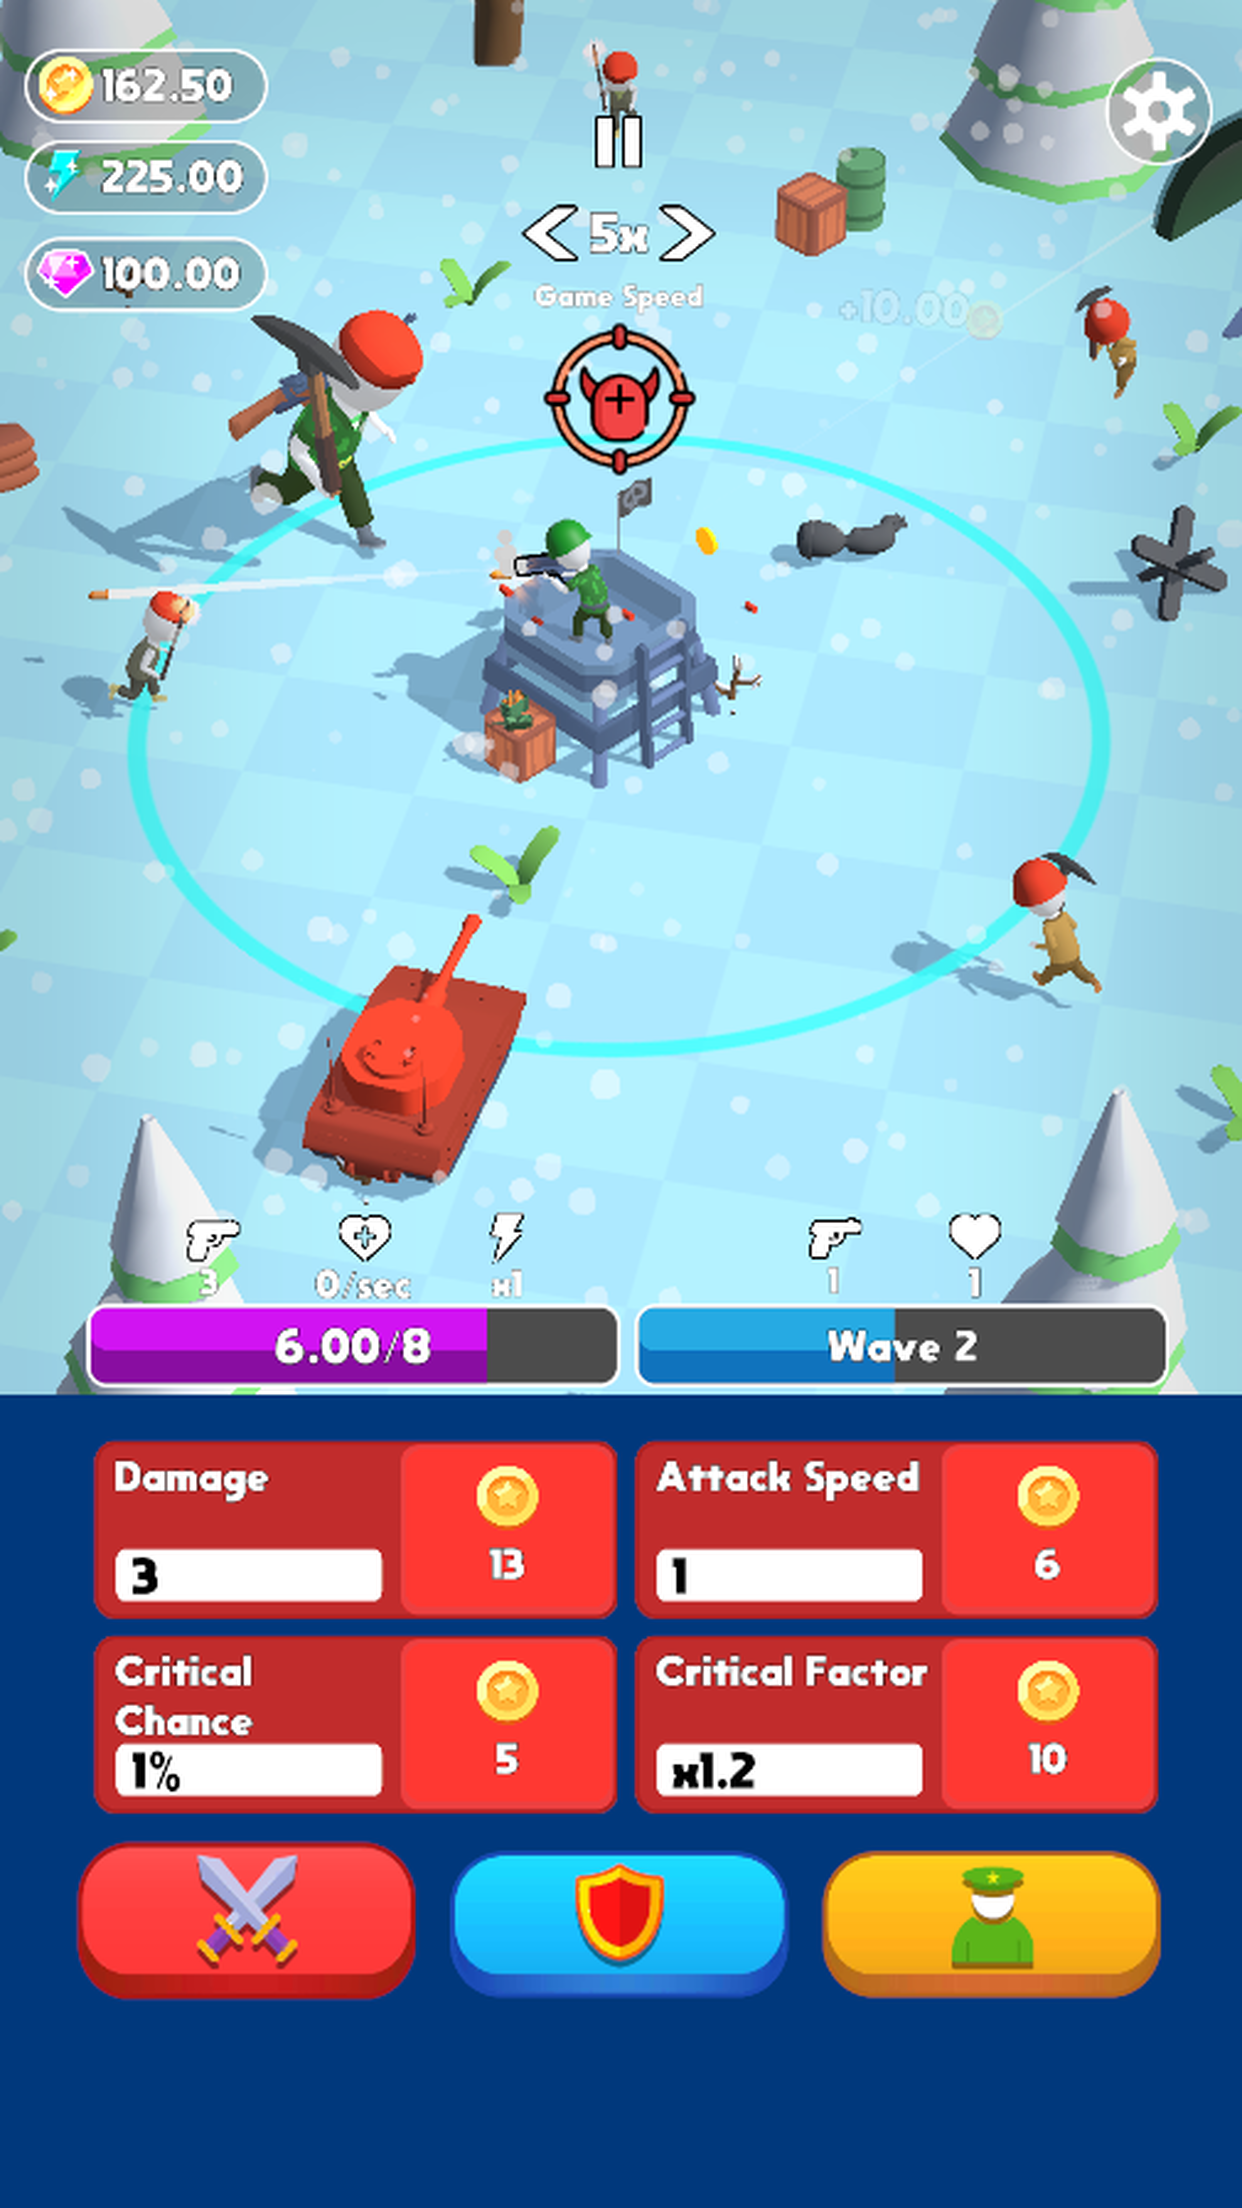 162.50
225.00
100.00
5x
Game Speed
+10.00
3
0/sec
x1
1
1
6.00/8
Wave 2
Damage
3
13
Attack Speed
1
6
Critical
Chance
1%
5
Critical Factor
x1.2
10